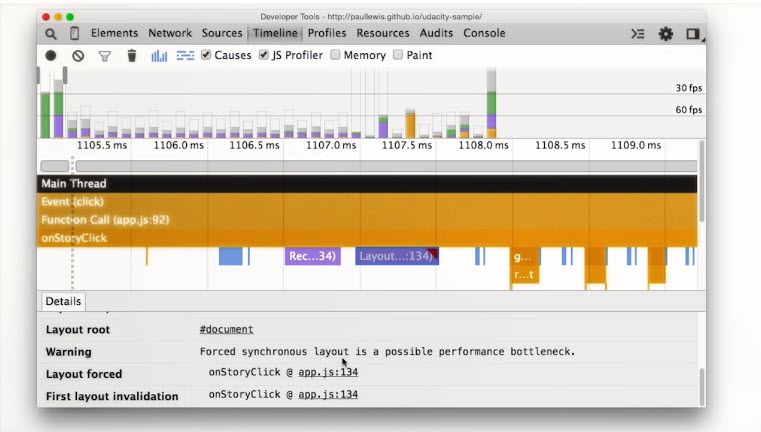 Developer Tools - http://paullewis.github.io/udacity-sample/
Elements Network Sources Timeline Profiles Resources Audits Console
Causes JS Profiler Memory Paint
30 fps
60 fps
1105.5 ms 1106.0 ms 1106.5 ms 1107.0 ms 1107.5 ms 1108.0 ms 1108.5 ms 1109.0 ms
Main Thread
Event (click)
Function Call (app.js:92)
onStoryClick
Rec...34) Layout...:134) g...
r...t
Details
Layout root #document
Warning Forced synchronous layout is a possible performance bottleneck.
Layout forced onStoryClick @ app.js:134
First layout invalidation onStoryClick @ app.js:134